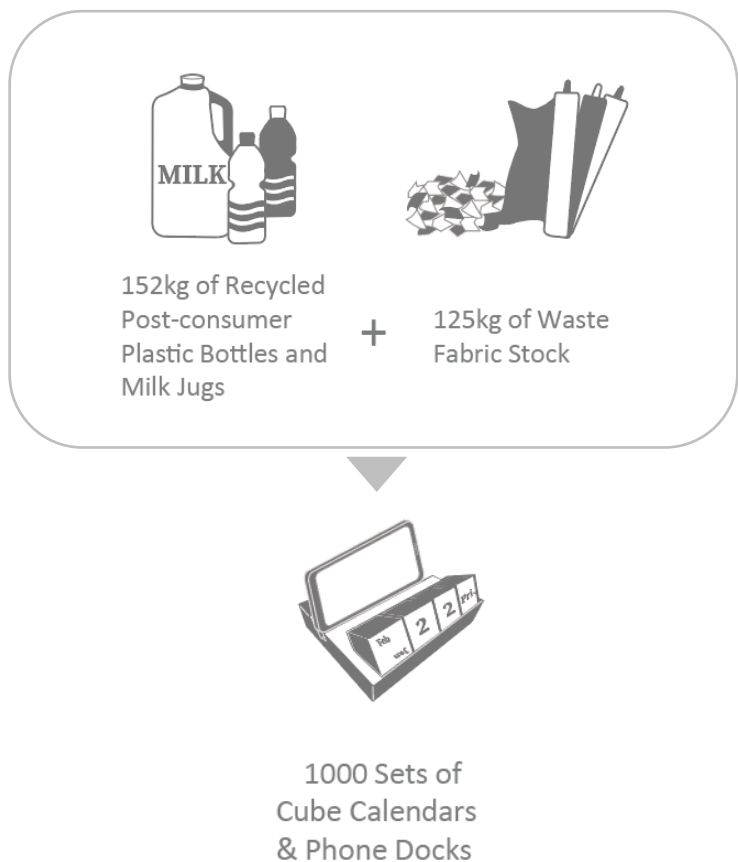 MILK
152kg of Recycled
Post-consumer
Plastic Bottles and
Milk Jugs
+
125kg of Waste
Fabric Stock
Feb
Jan
2
2
Fri.
1000 Sets of
Cube Calendars
& Phone Docks